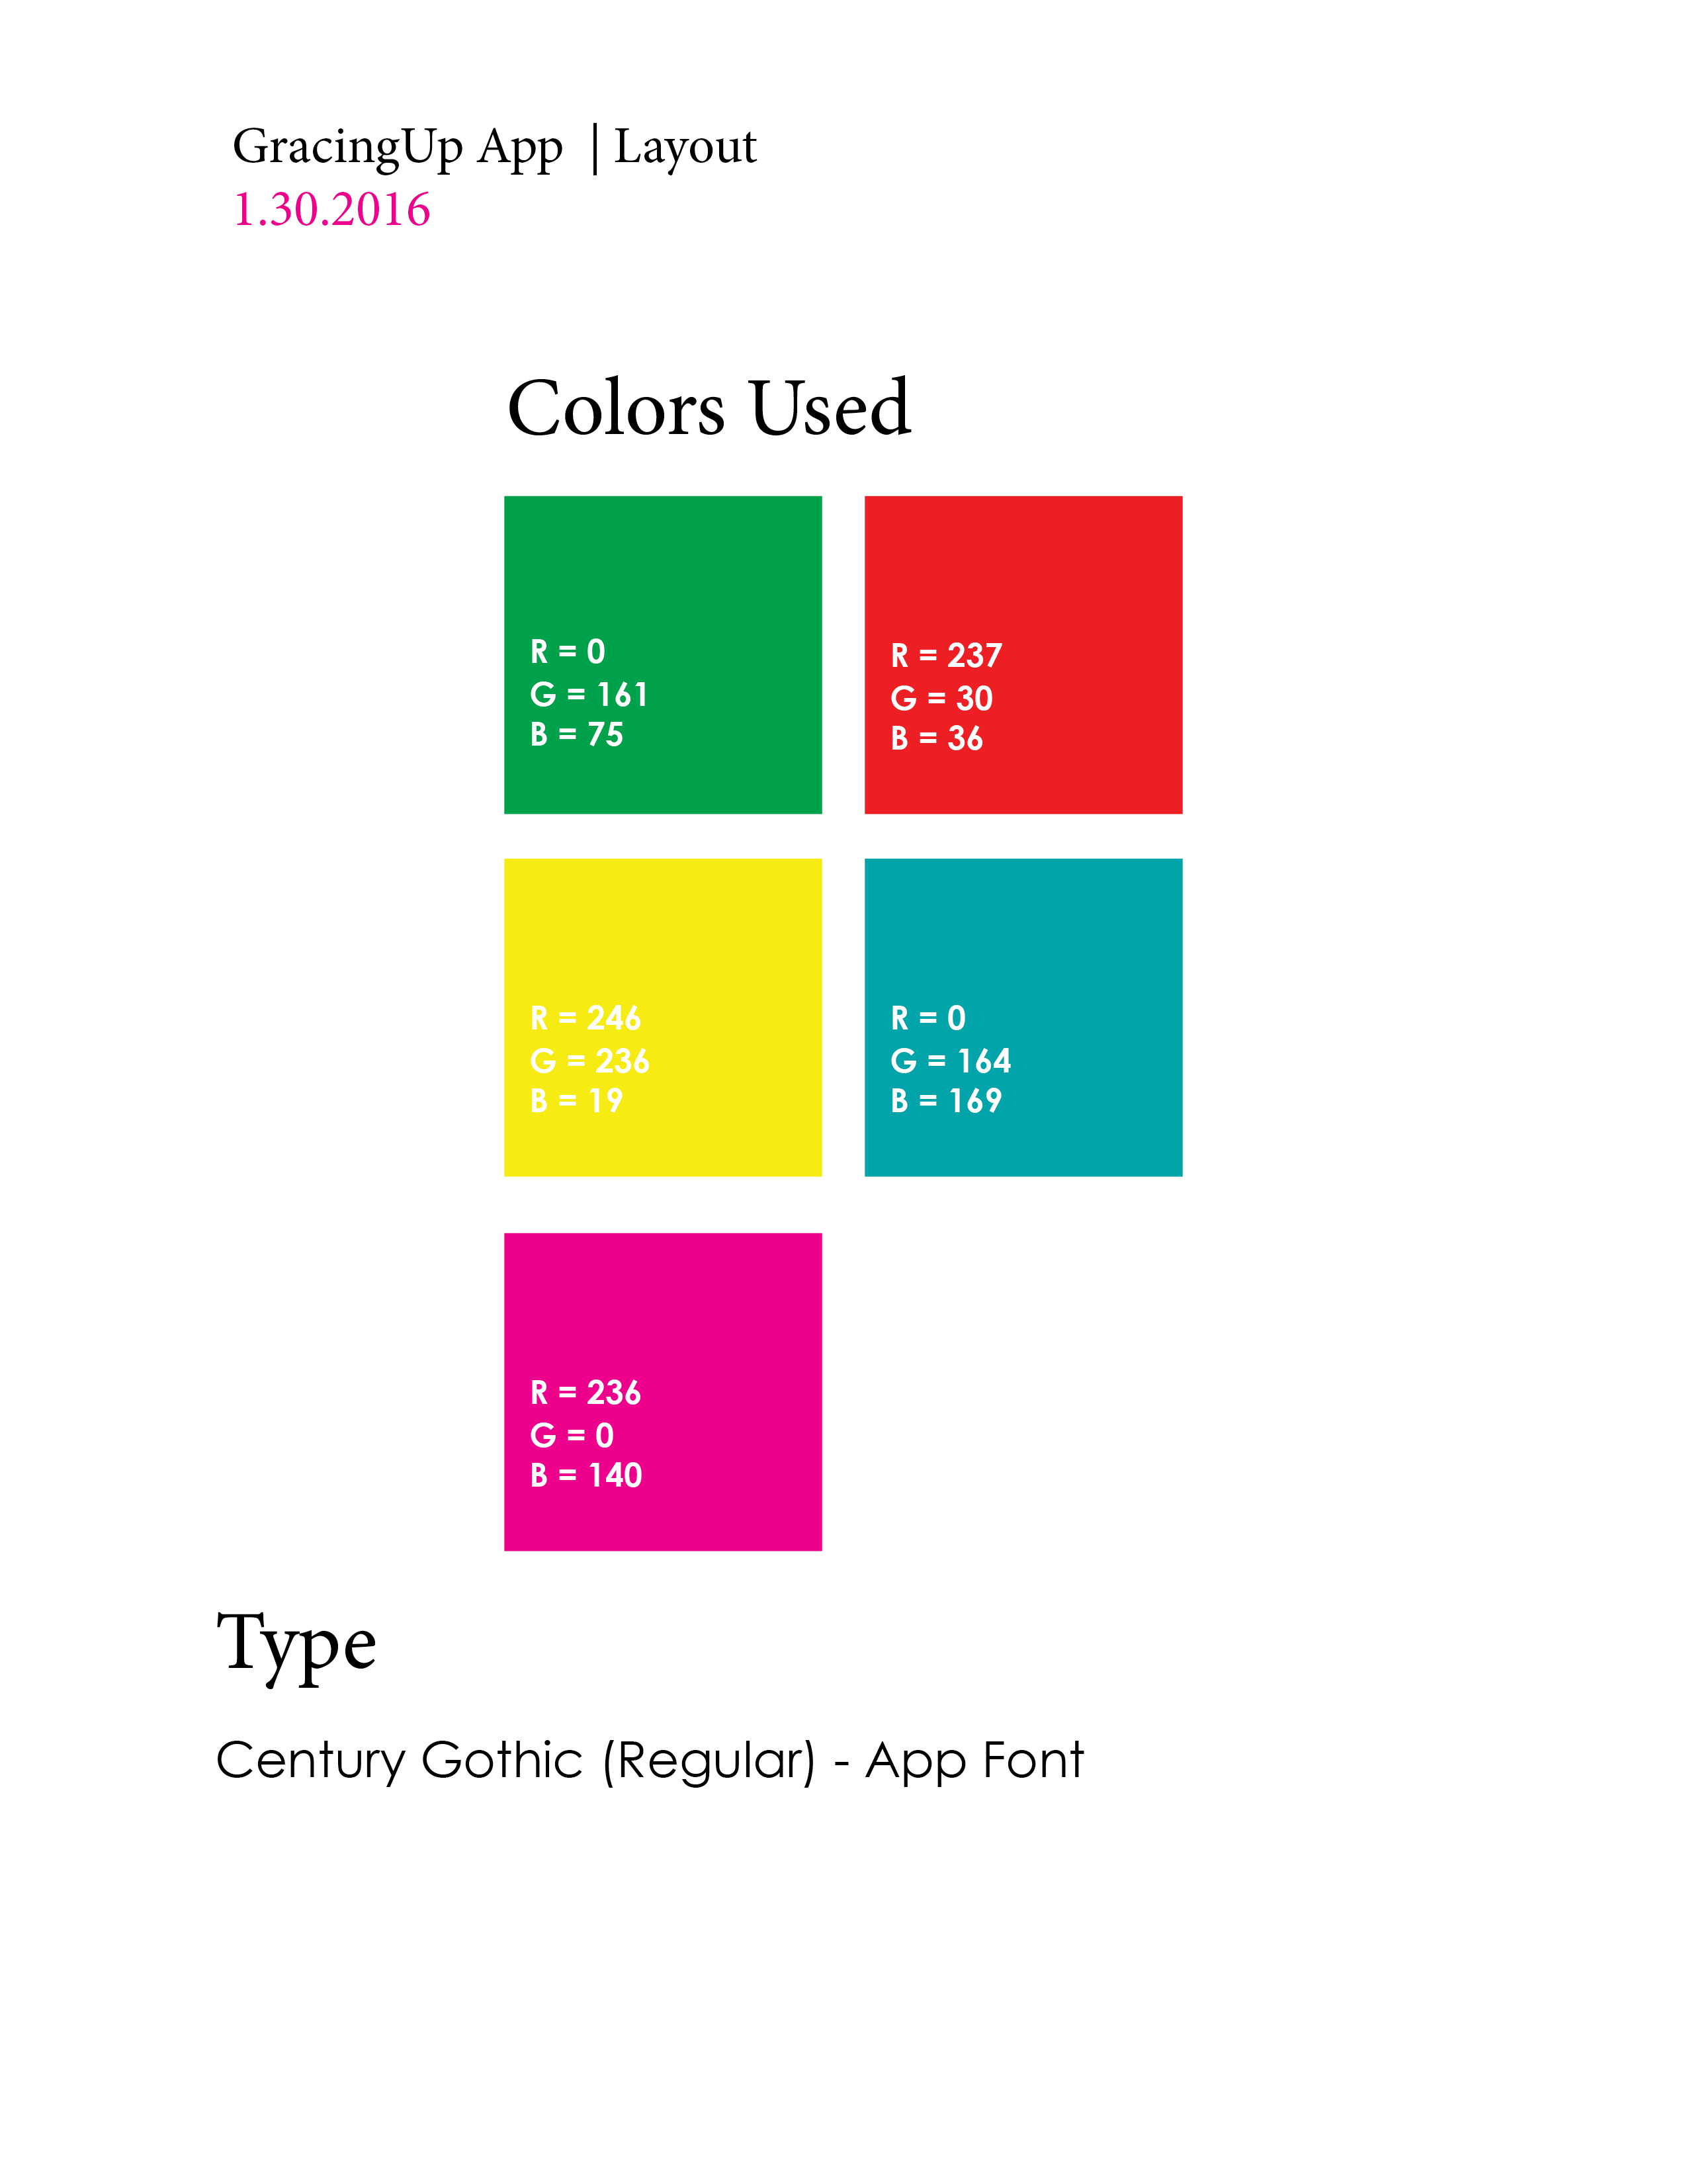 GracingUp App | Layout
1.30.2016
Colors Used
R = 0
G = 161
B = 75
R = 237
G = 30
B = 36
R = 246
G = 236
B = 19
R = 0
G = 164
B = 169
R = 236
G = 0
B = 140
Type
Century Gothic (Regular) - App Font